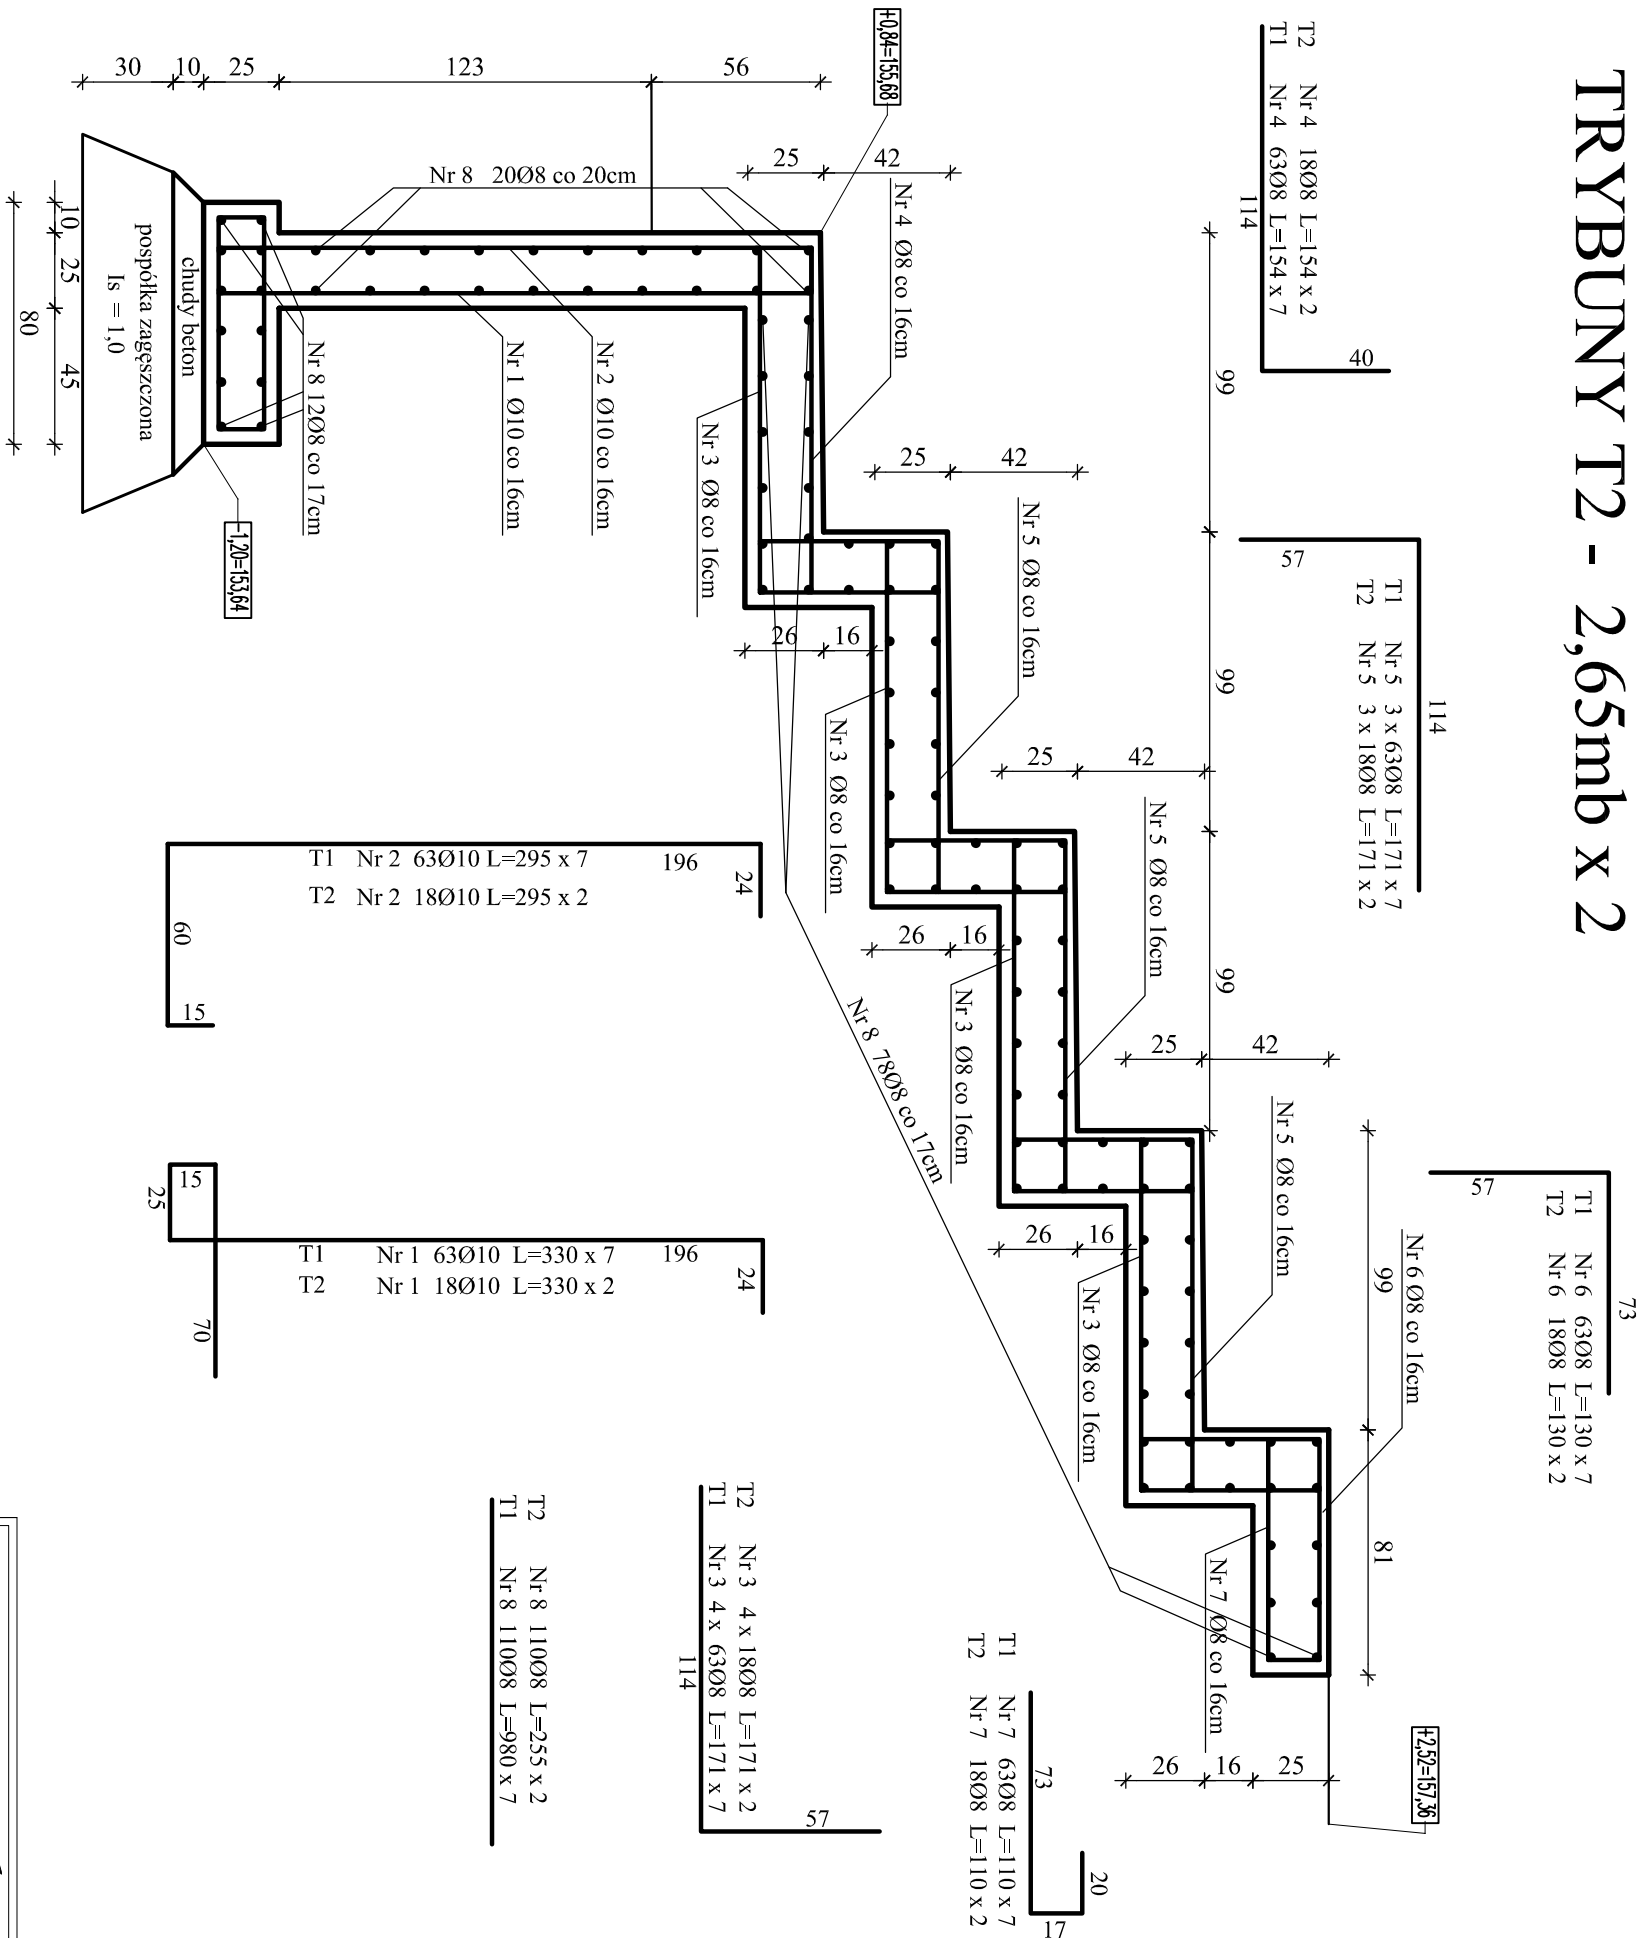 TRYBUNY T2 - 2,65mb x 2
T2 Nr 4 18Ø8 L=154 x 2
T1 Nr 4 63Ø8 L=154 x 7
114
40
57
T1 Nr 5 3 x 63Ø8 L=171 x 7
T2 Nr 5 3 x 18Ø8 L=171 x 2
114
57
73
T1 Nr 6 63Ø8 L=130 x 7
T2 Nr 6 18Ø8 L=130 x 2
+0,84=155,68
30
10
25
123
56
25
42
99
99
99
99
81
25
42
25
42
25
42
Nr 8 20Ø8 co 20cm
Nr 4 Ø8 co 16cm
Nr 5 Ø8 co 16cm
Nr 5 Ø8 co 16cm
Nr 5 Ø8 co 16cm
Nr 6 Ø8 co 16cm
Nr 2 Ø10 co 16cm
Nr 1 Ø10 co 16cm
Nr 8 12Ø8 co 17cm
Nr 3 Ø8 co 16cm
Nr 3 Ø8 co 16cm
Nr 3 Ø8 co 16cm
Nr 3 Ø8 co 16cm
Nr 7 Ø8 co 16cm
Nr 8 78Ø8 co 17cm
26
16
26
16
26
16
26
16
25
+2,52=157,36
-1,20=153,64
chudy beton
pospółka zagęszczona
Is = 1,0
10
25
45
80
T1 Nr 2 63Ø10 L=295 x 7
T2 Nr 2 18Ø10 L=295 x 2
196
24
60
15
15
25
T1 Nr 1 63Ø10 L=330 x 7
T2 Nr 1 18Ø10 L=330 x 2
196
24
70
T2 Nr 8 110Ø8 L=255 x 2
T1 Nr 8 110Ø8 L=980 x 7
T2 Nr 3 4 x 18Ø8 L=171 x 2
T1 Nr 3 4 x 63Ø8 L=171 x 7
114
57
73
20
17
T1 Nr 7 63Ø8 L=110 x 7
T2 Nr 7 18Ø8 L=110 x 2